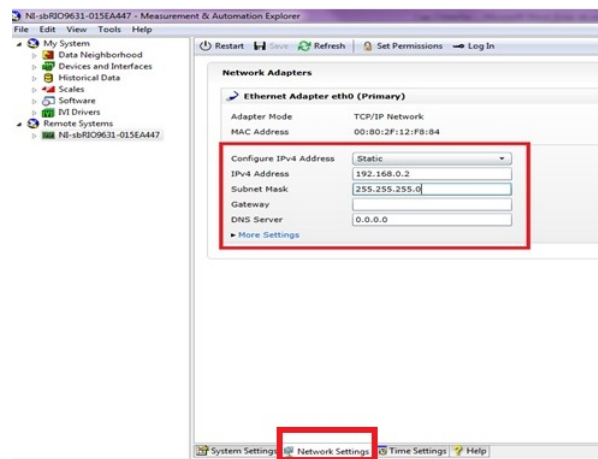 NI-sbRIO9631-015EA447 - Measurement & Automation Explorer
File Edit View Tools Help
My System
Data Neighborhood
Devices and Interfaces
Historical Data
Scales
Software
IVI Drivers
Remote Systems
NI-sbRIO9631-015EA447
Restart Save Refresh Set Permissions Log In
Network Adapters
Ethernet Adapter eth0 (Primary)
Adapter Mode TCP/IP Network
MAC Address 00:80:2F:12:F8:84
Configure IPv4 Address Static
IPv4 Address 192.168.0.2
Subnet Mask 255.255.255.0
Gateway
DNS Server 0.0.0.0
More Settings
System Settings Network Settings Time Settings Help